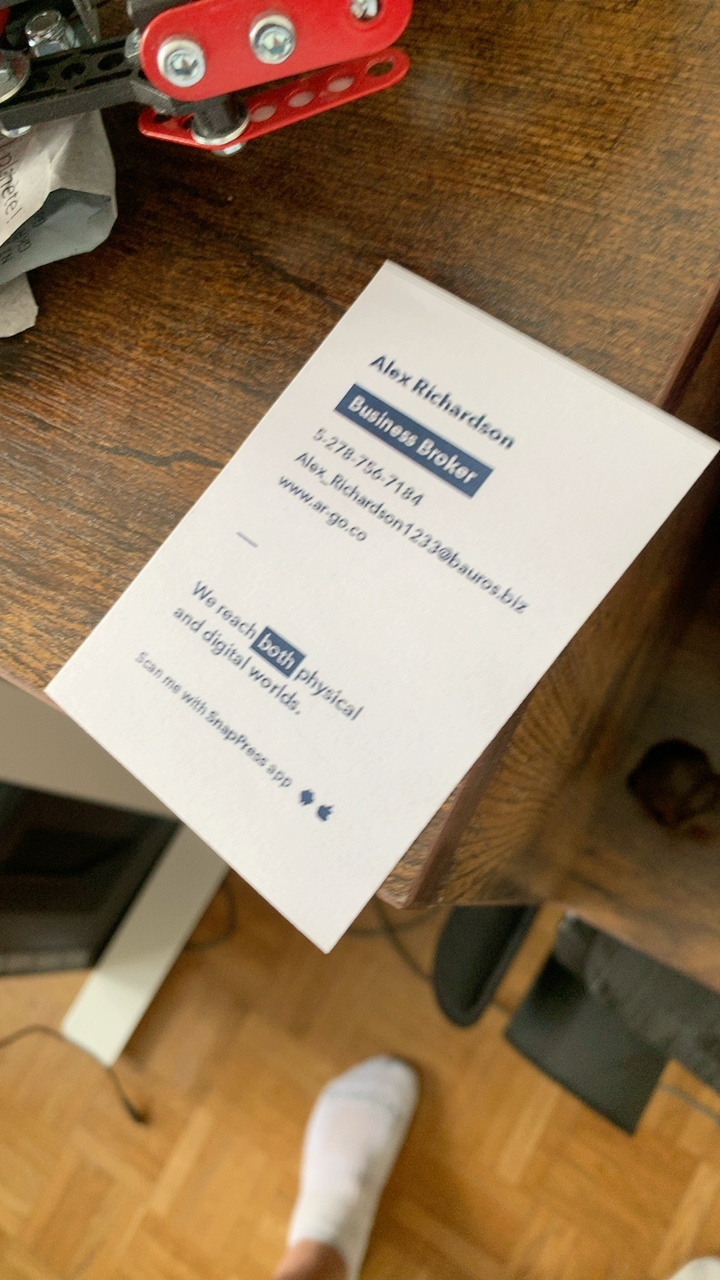 Alex Richardson
Business Broker
5-278-756-7184
Alex_Richardson1233@bauros.biz
www.ar-go.co
We reach both physical
and digital worlds.
Scan me with SnapPress app